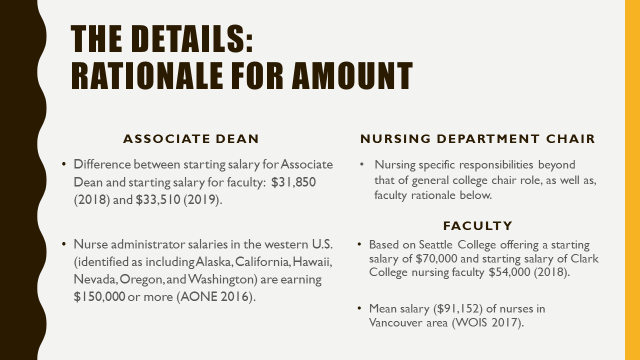 THE DETAILS:
RATIONALE FOR AMOUNT
ASSOCIATE DEAN
• Difference between starting salary for Associate
Dean and starting salary for faculty: $31,850
(2018) and $33,510 (2019).
• Nurse administrator salaries in the western U.S.
(identified as including Alaska, California, Hawaii,
Nevada, Oregon, and Washington) are earning
$150,000 or more (AONE 2016).
NURSING DEPARTMENT CHAIR
• Nursing specific responsibilities beyond
that of general college chair role, as well as,
faculty rationale below.
FACULTY
• Based on Seattle College offering a starting
salary of $70,000 and starting salary of Clark
College nursing faculty $54,000 (2018).
• Mean salary ($91,152) of nurses in
Vancouver area (WOIS 2017).